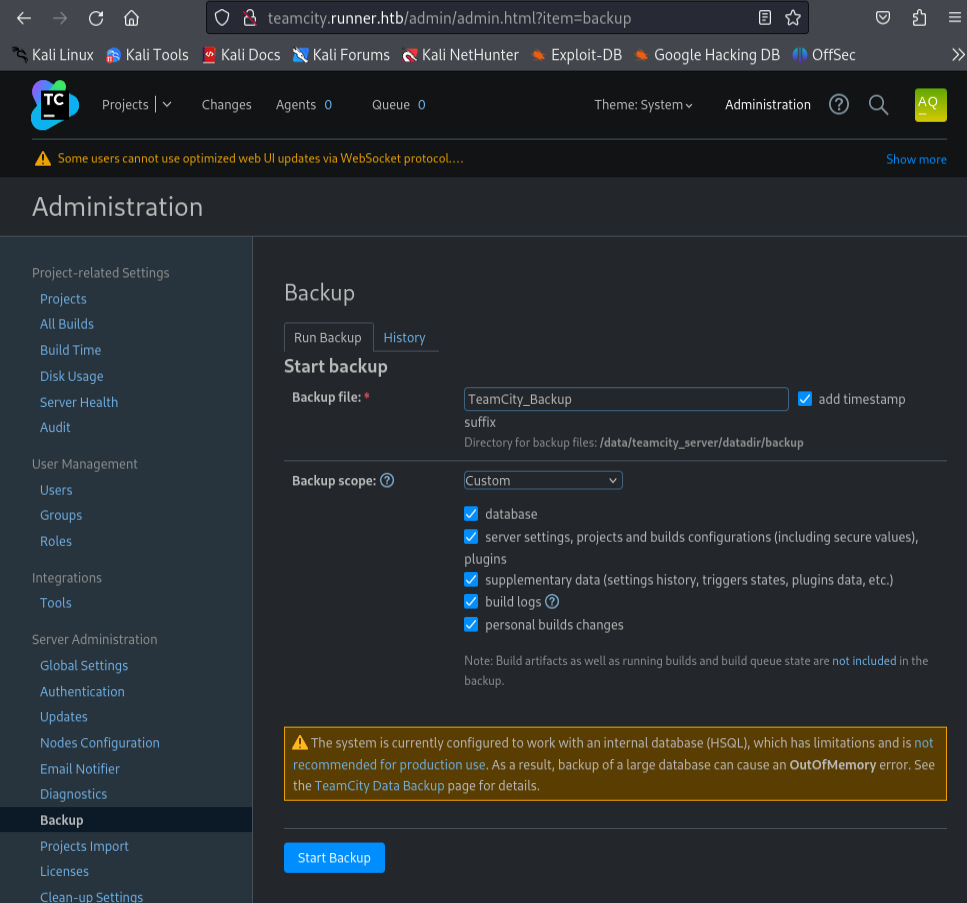 teamcity.runner.htb/admin/admin.html?item=backup
Kali Linux Kali Tools Kali Docs Kali Forums Kali NetHunter Exploit-DB Google Hacking DB OffSec
TC Projects Changes Agents 0 Queue 0 Theme: System Administration AQ
Some users cannot use optimized web UI updates via WebSocket protocol.... Show more
Administration
Project-related Settings
Projects
All Builds
Build Time
Disk Usage
Server Health
Audit
User Management
Users
Groups
Roles
Integrations
Tools
Server Administration
Global Settings
Authentication
Updates
Nodes Configuration
Email Notifier
Diagnostics
Backup
Projects Import
Licenses
Clean-up Settings
Backup
Run Backup History
Start backup
Backup file: * TeamCity_Backup add timestamp
suffix
Directory for backup files: /data/teamcity_server/datadir/backup
Backup scope: ? Custom
database
server settings, projects and builds configurations (including secure values),
plugins
supplementary data (settings history, triggers states, plugins data, etc.)
build logs ?
personal builds changes
Note: Build artifacts as well as running builds and build queue state are not included in the
backup.
The system is currently configured to work with an internal database (HSQL), which has limitations and is not
recommended for production use. As a result, backup of a large database can cause an OutOfMemory error. See
the TeamCity Data Backup page for details.
Start Backup